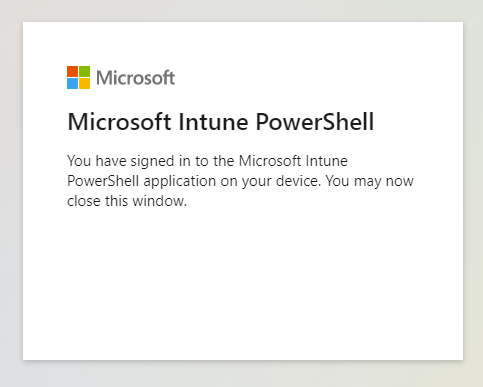 Microsoft
Microsoft Intune PowerShell
You have signed in to the Microsoft Intune
PowerShell application on your device. You may now
close this window.